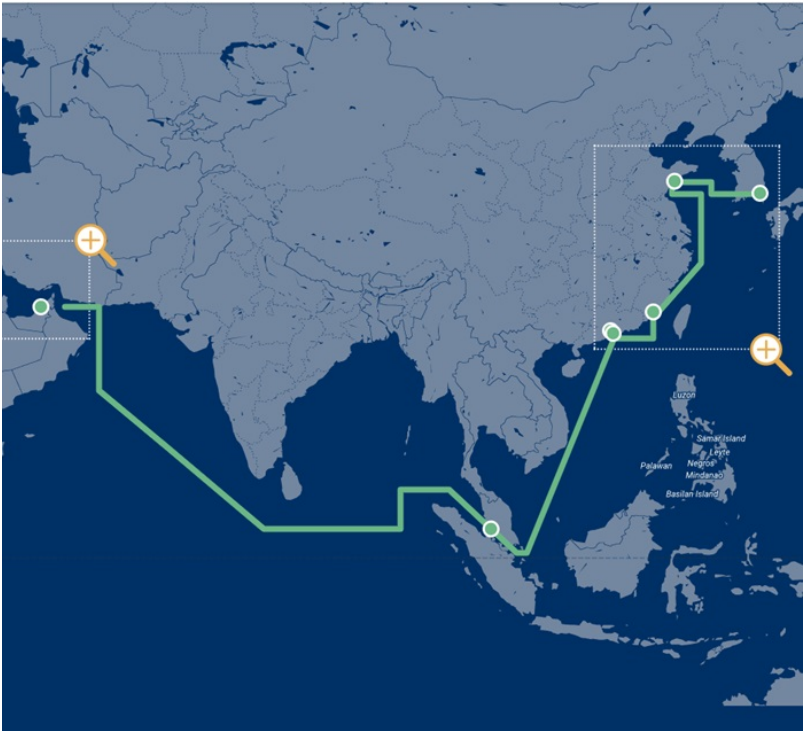 Luzon
Samar Island
Leyte
Palawan
Negros
Mindanao
Basilan Island